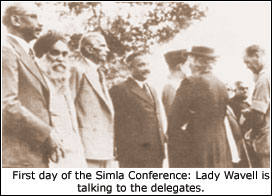 First day of the Simla Conference: Lady Wavell is
talking to the delegates.